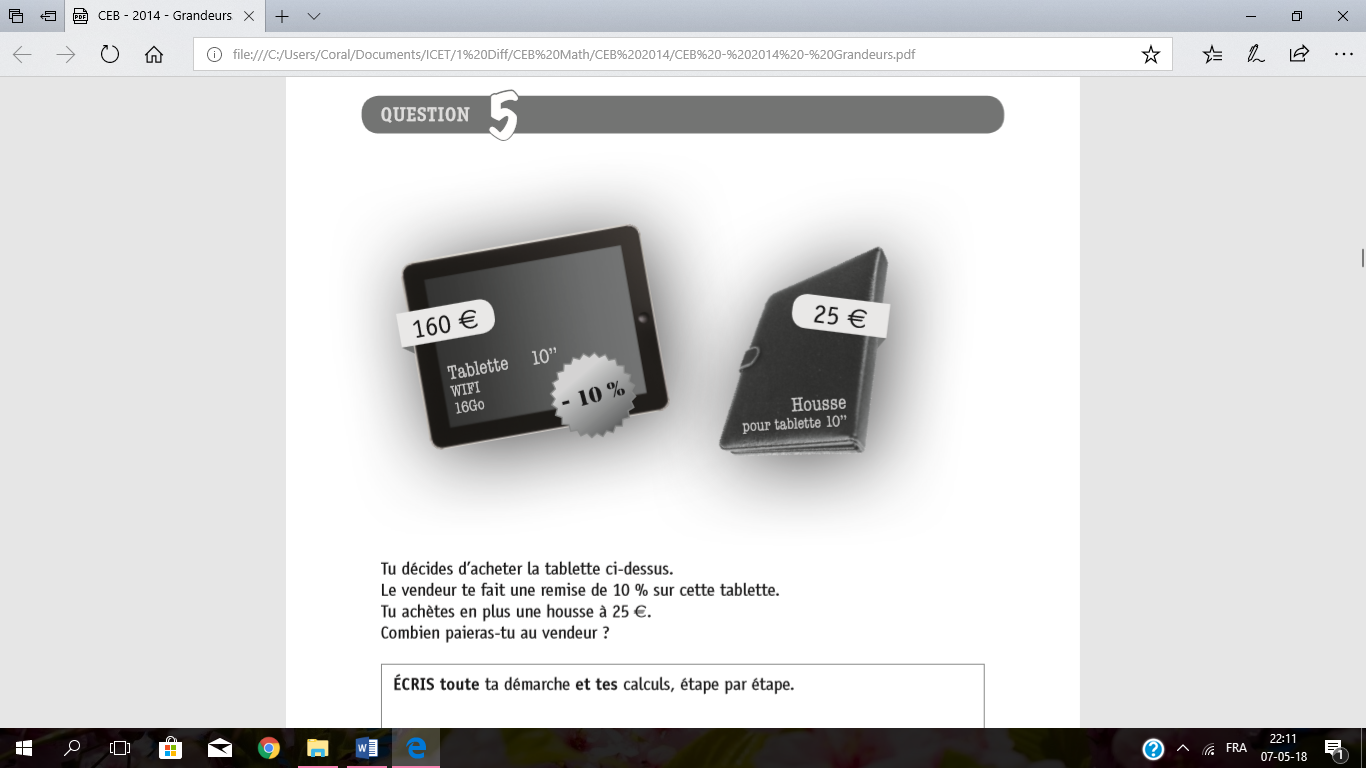 CEB - 2014 - Grandeurs
file:///C:/Users/Coral/Documents/ICET/1%20Diff/CEB%20Math/CEB%202014/CEB%20-%202014%20-%20Grandeurs.pdf
QUESTION 5
160 €
Tablette 10”
WIFI
16Go
- 10 %
25 €
Housse
pour tablette 10”
Tu décides d’acheter la tablette ci-dessus.
Le vendeur te fait une remise de 10 % sur cette tablette.
Tu achètes en plus une housse à 25 €.
Combien paieras-tu au vendeur ?
ÉCRIS toute ta démarche et tes calculs, étape par étape.
FRA
22:11
07-05-18
1